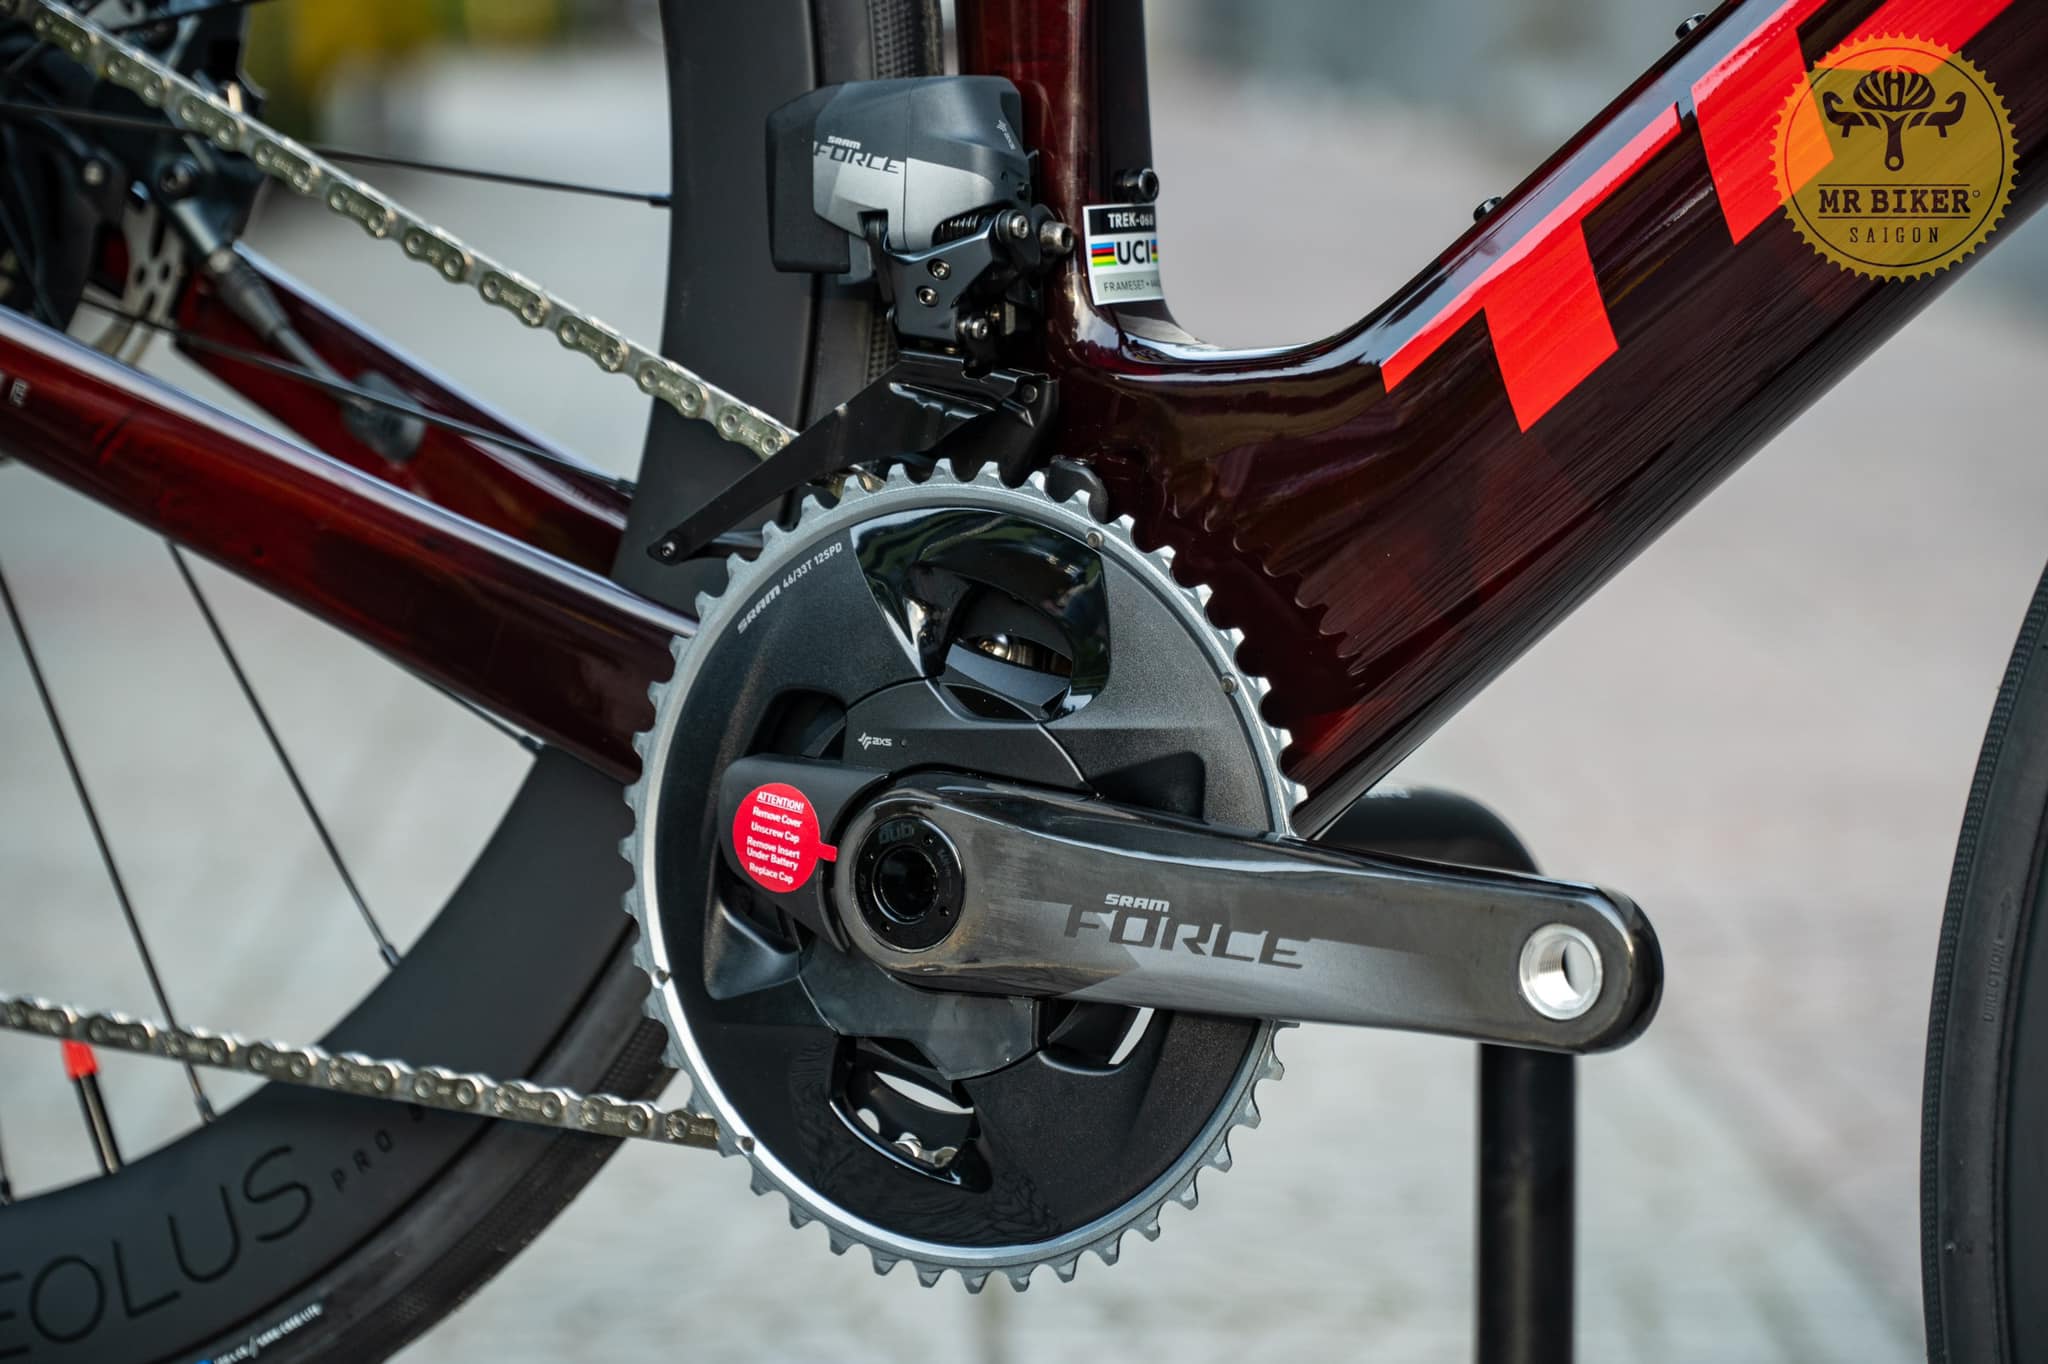 SRAM
FORCE
AXS
TREK-068
UCI
FRAMESET •
MR BIKER
SAIGON
E
SRAM 46/33T 12SPD
AXS
ATTENTION!
Remove Cover
Unscrew Cap
Remove Insert
Under Battery
Replace Cap
dub
SRAM
FORCE
DIRECTION
EOLUS PRO